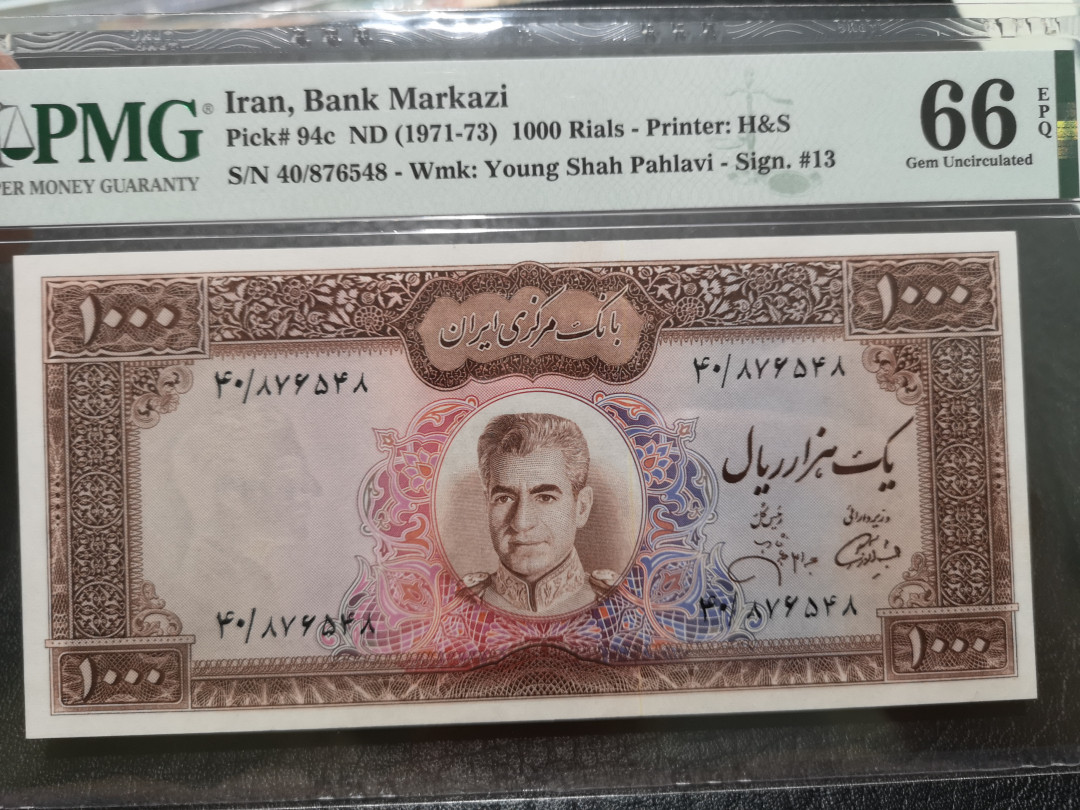 PMG®
PER MONEY GUARANTY
Iran, Bank Markazi
Pick# 94c ND (1971-73) 1000 Rials - Printer: H&S
S/N 40/876548 - Wmk: Young Shah Pahlavi - Sign. #13
66 EPQ
Gem Uncirculated
۱۰۰۰
بانک مرکزی ایران
۱۰۰۰
۴۰/۸۷۶۵۴۸
۴۰/۸۷۶۵۴۸
یک هزار ریال
وزیر دارائی
رئیس کل
۴۰/۸۷۶۵۴۸
۴۰/۸۷۶۵۴۸
۱۰۰۰
۱۰۰۰